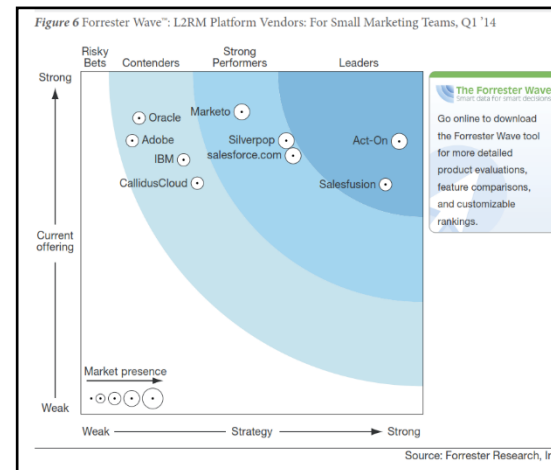 Figure 6 Forrester Wave™: L2RM Platform Vendors: For Small Marketing Teams, Q1 '14
Risky Bets
Contenders
Strong Performers
Leaders
Strong
Current offering
Weak
Oracle
Marketo
Adobe
Silverpop
Act-On
IBM
salesforce.com
CallidusCloud
Salesfusion
Market presence
Weak
Strategy
Strong
The Forrester Wave
Smart data for smart decisions
Go online to download
the Forrester Wave tool
for more detailed
product evaluations,
feature comparisons,
and customizable
rankings.
Source: Forrester Research, In